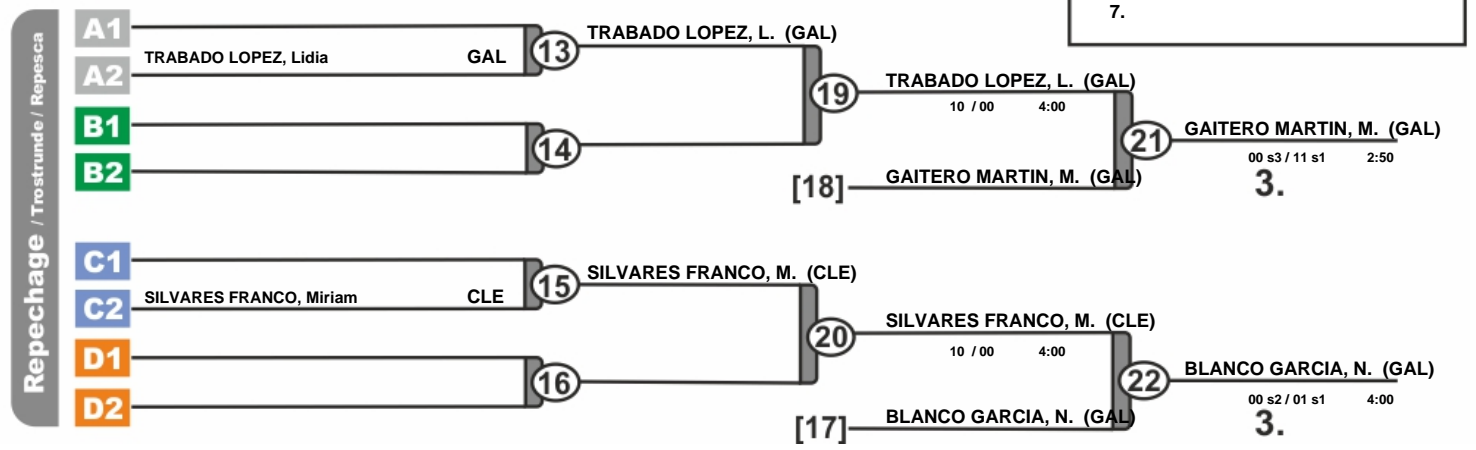 7.
Repechage / Trostrunde / Repesca
A1
TRABADO LOPEZ, Lidia GAL
A2
13
TRABADO LOPEZ, L. (GAL)
B1
B2
14
19
TRABADO LOPEZ, L. (GAL)
10 / 00 4:00
[18]
GAITERO MARTIN, M. (GAL)
21
GAITERO MARTIN, M. (GAL)
00 s3 / 11 s1 2:50
3.
C1
SILVARES FRANCO, Miriam CLE
C2
15
SILVARES FRANCO, M. (CLE)
D1
D2
16
20
SILVARES FRANCO, M. (CLE)
10 / 00 4:00
[17]
BLANCO GARCIA, N. (GAL)
22
BLANCO GARCIA, N. (GAL)
00 s2 / 01 s1 4:00
3.